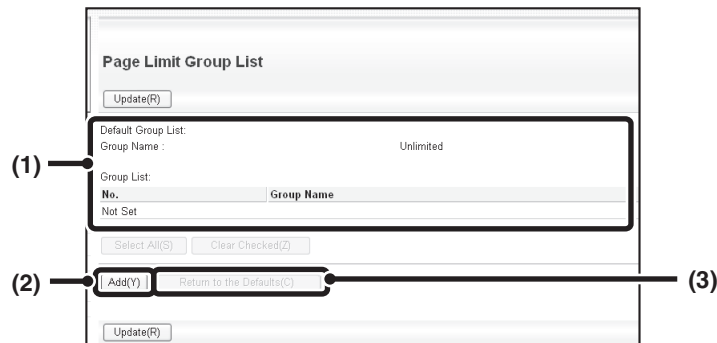 Page Limit Group List
Update(R)
Default Group List:
Group Name : Unlimited
(1)
Group List:
No. Group Name
Not Set
Select All(S) Clear Checked(Z)
(2) Add(Y) Return to the Defaults(C) (3)
Update(R)